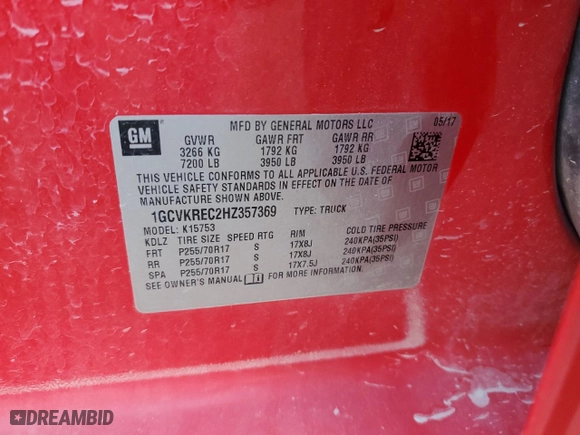 GM
MFD BY GENERAL MOTORS LLC 05/17
GVWR GAWR FRT GAWR RR
3266 KG 1792 KG 1792 KG
7200 LB 3950 LB 3950 LB
THIS VEHICLE CONFORMS TO ALL APPLICABLE U.S. FEDERAL MOTOR
VEHICLE SAFETY STANDARDS IN EFFECT ON THE DATE OF
MANUFACTURE SHOWN ABOVE.
1GCVKREC2HZ357369 TYPE: TRUCK
MODEL: K15753
KDLZ TIRE SIZE SPEED RTG RIM COLD TIRE PRESSURE
FRT P255/70R17 S 17X8J 240KPA(35PSI)
RR P255/70R17 S 17X8J 240KPA(35PSI)
SPA P255/70R17 S 17X7.5J 240KPA(35PSI)
SEE OWNER'S MANUAL FOR MORE INFORMATION.
DREAMBID